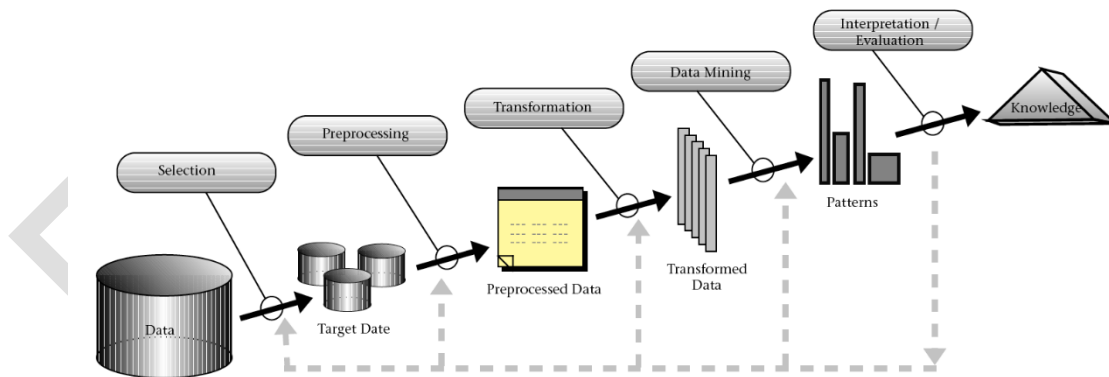 Interpretation /
Evaluation
Data Mining
Transformation
Preprocessing
Selection
Data
Target Date
Preprocessed Data
Transformed
Data
Patterns
Knowledge